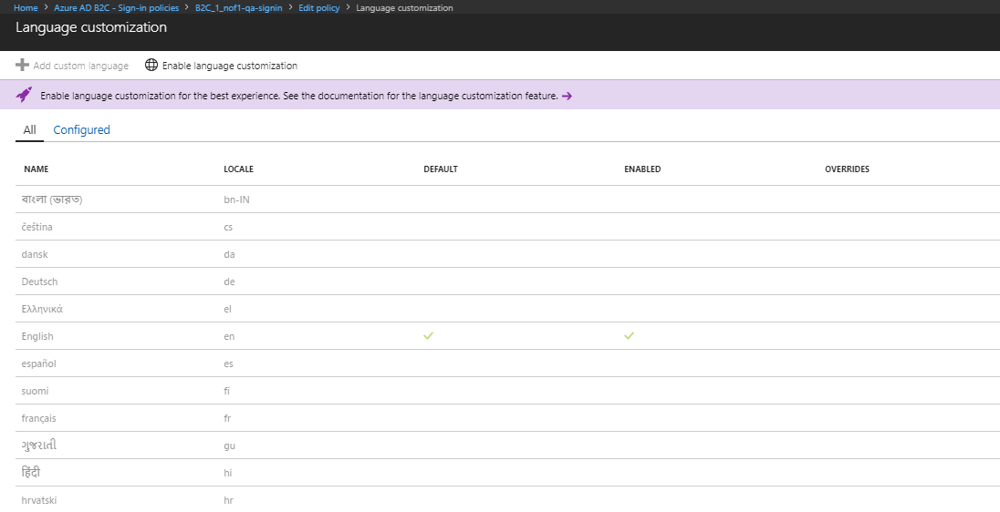 Home > Azure AD B2C - Sign-in policies > B2C_1_nof1-qa-signin > Edit policy > Language customization
Language customization
Add custom language Enable language customization
Enable language customization for the best experience. See the documentation for the language customization feature. →
All Configured
NAME LOCALE DEFAULT ENABLED OVERRIDES
বাংলা (ভারত) bn-IN
čeština cs
dansk da
Deutsch de
Ελληνικά el
English en
español es
suomi fi
français fr
ગુજરાતી gu
हिंदी hi
hrvatski hr